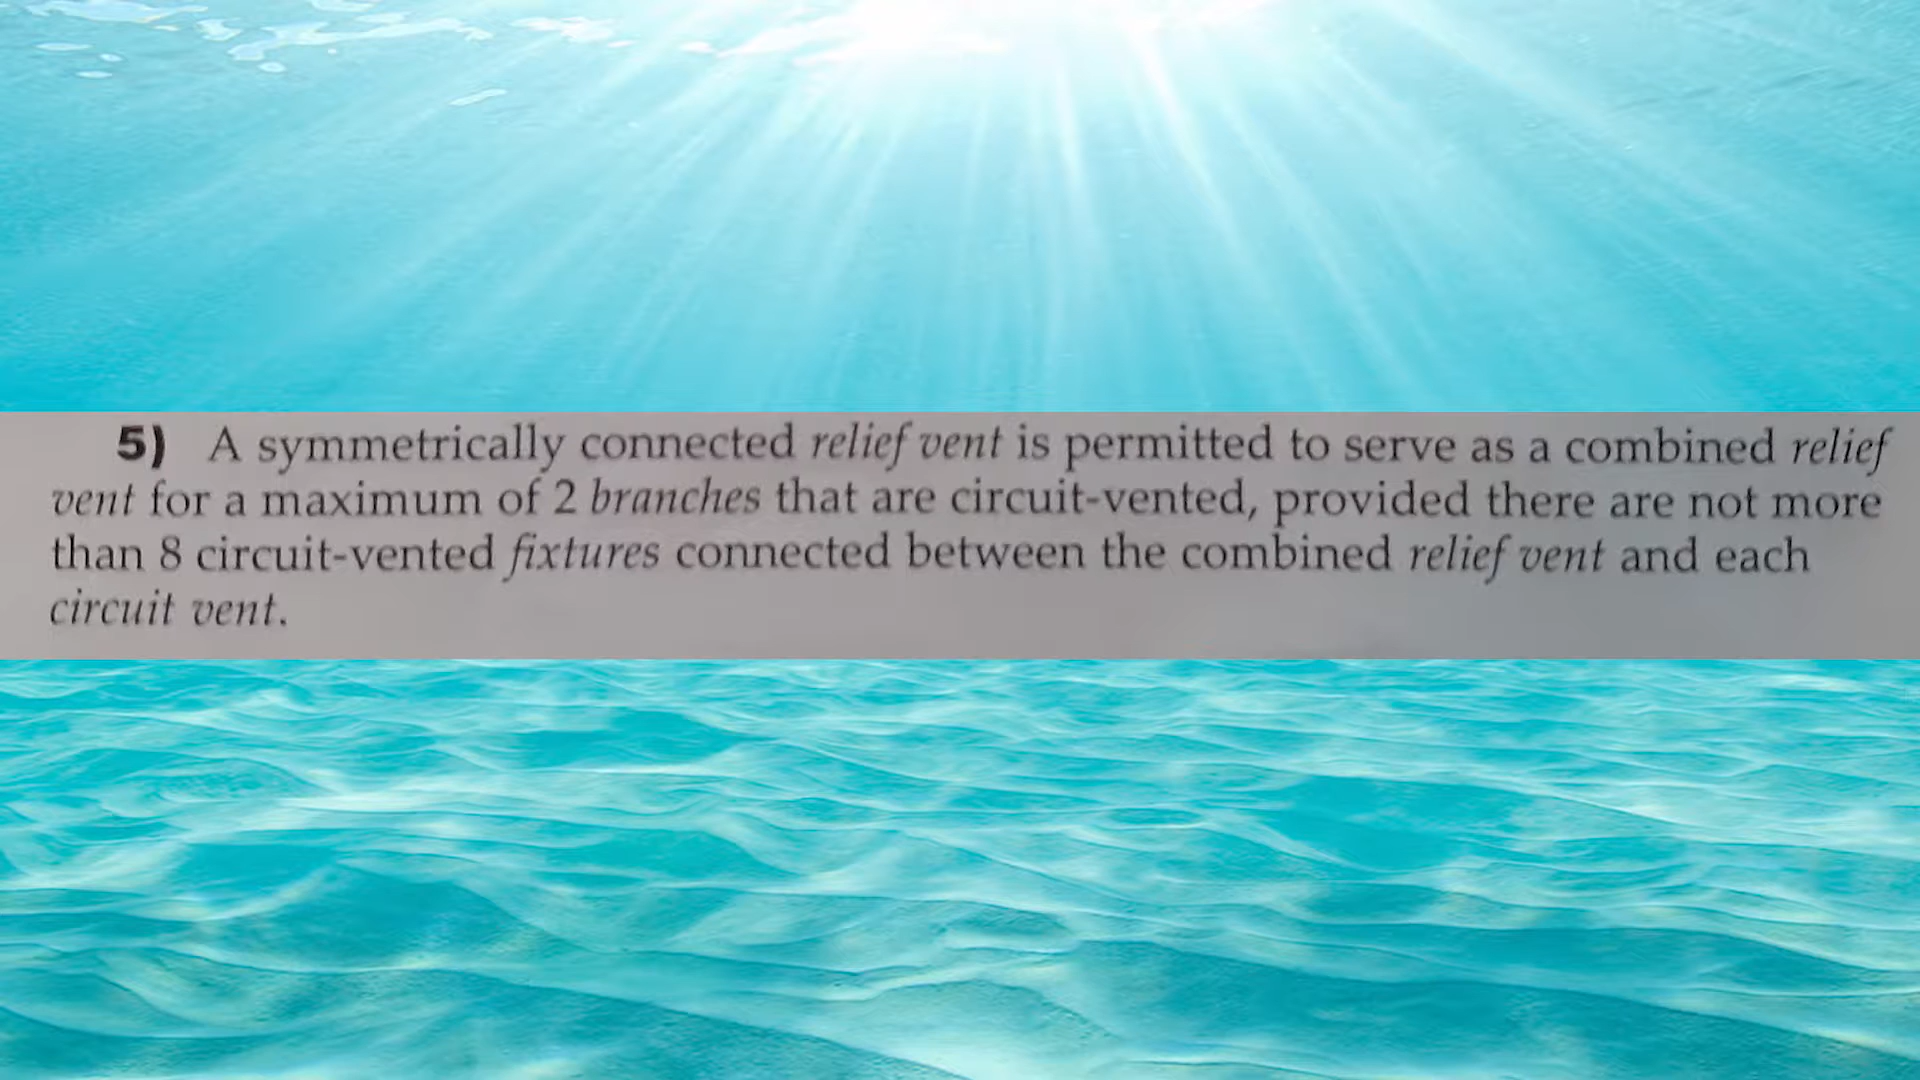 5) A symmetrically connected relief vent is permitted to serve as a combined relief
vent for a maximum of 2 branches that are circuit-vented, provided there are not more
than 8 circuit-vented fixtures connected between the combined relief vent and each
circuit vent.